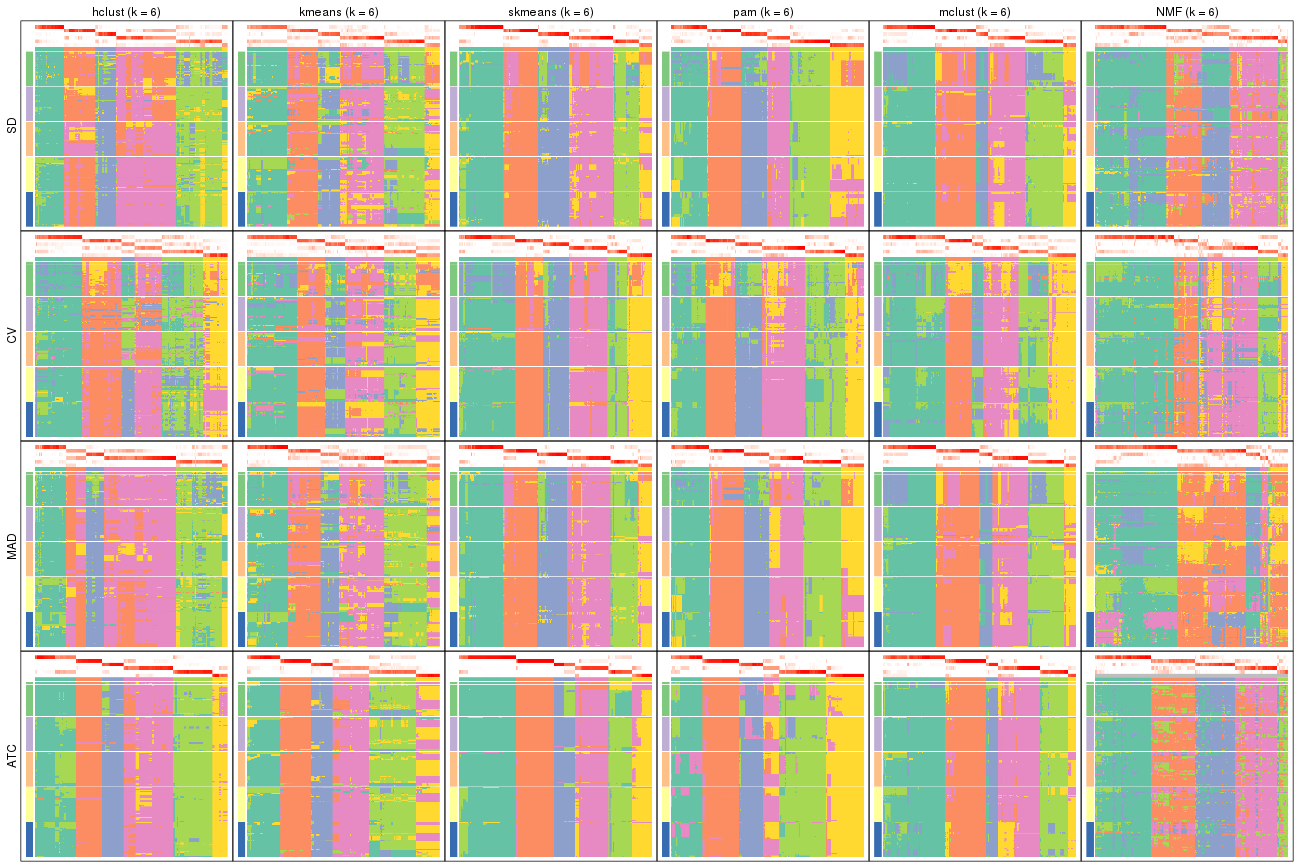 hclust (k = 6) kmeans (k = 6) skmeans (k = 6) pam (k = 6) mclust (k = 6) NMF (k = 6)
SD
CV
MAD
ATC